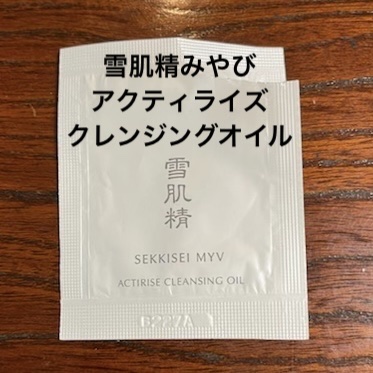 雪肌精みやび
アクティライズ
クレンジングオイル
雪
肌
精
SEKKISEI MYV
ACTIRISE CLEANSING OIL